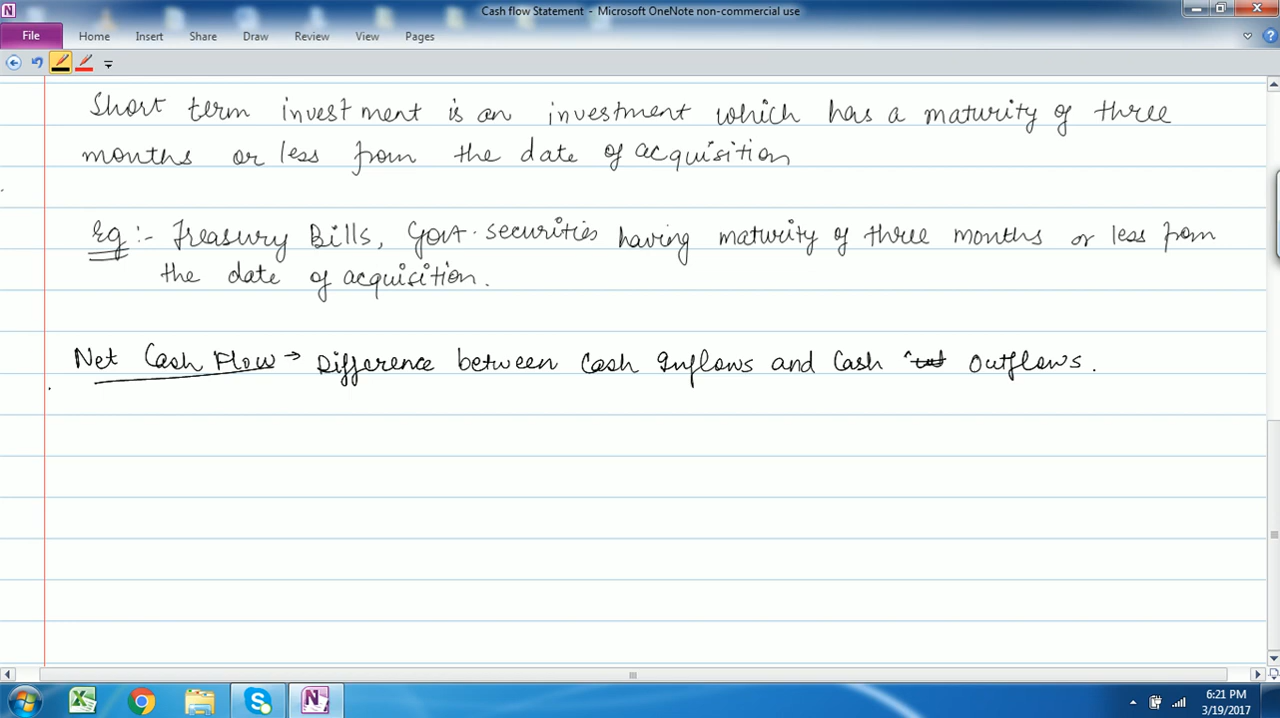 Cash flow Statement - Microsoft OneNote non-commercial use
File Home Insert Share Draw Review View Pages
Short term investment is an investment which has a maturity of three
months or less from the date of acquisition
Eg :- Treasury Bills, Govt. securities having maturity of three months or less from
the date of acquisition.
Net Cash Flow → Difference between Cash Inflows and Cash Outflows.
6:21 PM
3/19/2017